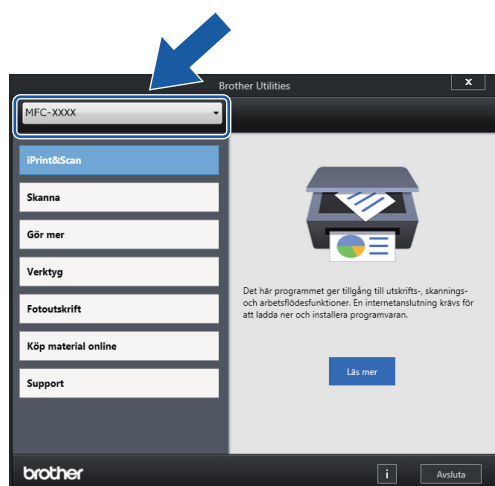 Brother Utilities
x
MFC-XXXX
iPrint&Scan
Skanna
Gör mer
Verktyg
Fotoutskrift
Köp material online
Support
Det här programmet ger tillgång till utskrifts-, skannings-
och arbetsflödesfunktioner. En internetanslutning krävs för
att ladda ner och installera programvaran.
Läs mer
brother
i
Avsluta